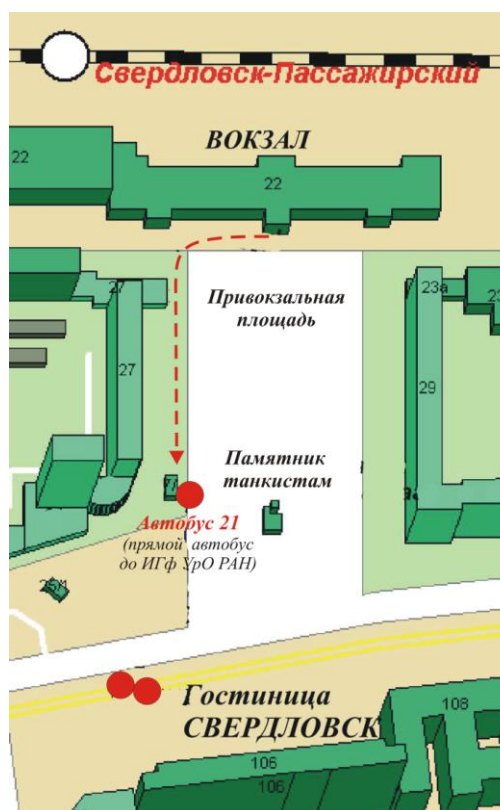 Свердловск-Пассажирский
ВОКЗАЛ
22
22
Привокзальная
площадь
27
23а
27
29
Памятник
танкистам
Автобус 21
(прямой автобус
до ИГф УрО РАН)
Гостиница
СВЕРДЛОВСК
108
106
106